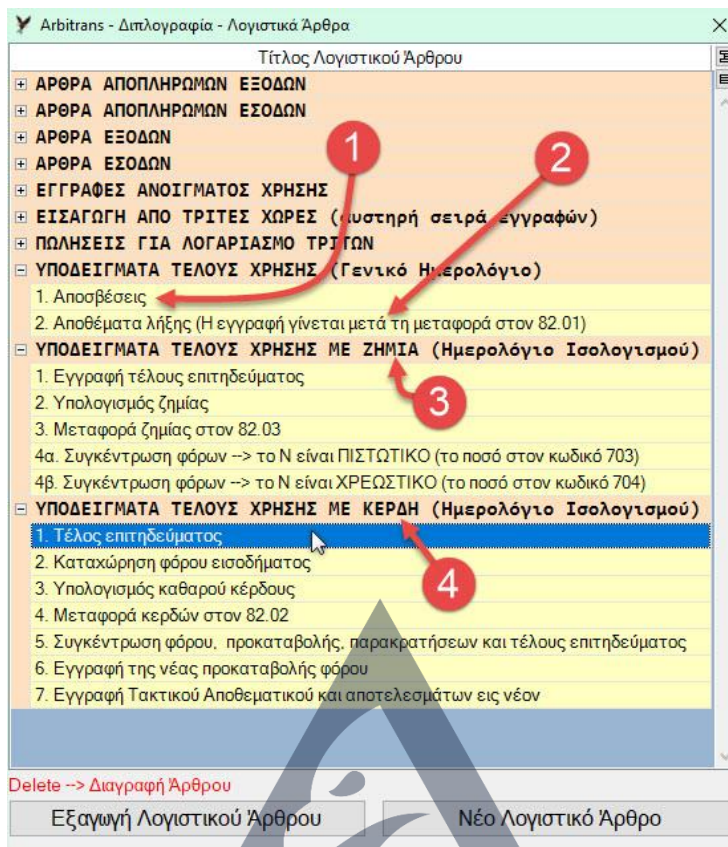 Arbitrans - Διπλογραφία - Λογιστικά Άρθρα
Τίτλος Λογιστικού Άρθρου
ΑΡΘΡΑ ΑΠΟΠΛΗΡΩΜΩΝ ΕΞΟΔΩΝ
ΑΡΘΡΑ ΑΠΟΠΛΗΡΩΜΩΝ ΕΣΟΔΩΝ
ΑΡΘΡΑ ΕΞΟΔΩΝ
ΑΡΘΡΑ ΕΣΟΔΩΝ
1
2
ΕΓΓΡΑΦΕΣ ΑΝΟΙΓΜΑΤΟΣ ΧΡΗΣΗΣ
ΕΙΣΑΓΩΓΗ ΑΠΟ ΤΡΙΤΕΣ ΧΩΡΕΣ (αυστηρή σειρά εγγραφών)
ΠΩΛΗΣΕΙΣ ΓΙΑ ΛΟΓΑΡΙΑΣΜΟ ΤΡΙΤΩΝ
ΥΠΟΔΕΙΓΜΑΤΑ ΤΕΛΟΥΣ ΧΡΗΣΗΣ (Γενικό Ημερολόγιο)
1. Αποσβέσεις
2. Αποθέματα λήξης (Η εγγραφή γίνεται μετά τη μεταφορά στον 82.01)
ΥΠΟΔΕΙΓΜΑΤΑ ΤΕΛΟΥΣ ΧΡΗΣΗΣ ΜΕ ΖΗΜΙΑ (Ημερολόγιο Ισολογισμού)
1. Εγγραφή τέλους επιτηδεύματος
2. Υπολογισμός ζημίας
3
3. Μεταφορά ζημίας στον 82.03
4α. Συγκέντρωση φόρων --> το Ν είναι ΠΙΣΤΩΤΙΚΟ (το ποσό στον κωδικό 703)
4β. Συγκέντρωση φόρων --> το Ν είναι ΧΡΕΩΣΤΙΚΟ (το ποσό στον κωδικό 704)
ΥΠΟΔΕΙΓΜΑΤΑ ΤΕΛΟΥΣ ΧΡΗΣΗΣ ΜΕ ΚΕΡΔΗ (Ημερολόγιο Ισολογισμού)
1. Τέλος επιτηδεύματος
2. Καταχώρηση φόρου εισοδήματος
4
3. Υπολογισμός καθαρού κέρδους
4. Μεταφορά κερδών στον 82.02
5. Συγκέντρωση φόρου, προκαταβολής, παρακρατήσεων και τέλους επιτηδεύματος
6. Εγγραφή της νέας προκαταβολής φόρου
7. Εγγραφή Τακτικού Αποθεματικού και αποτελεσμάτων εις νέον
Delete --> Διαγραφή Άρθρου
Εξαγωγή Λογιστικού Άρθρου
Νέο Λογιστικό Άρθρο